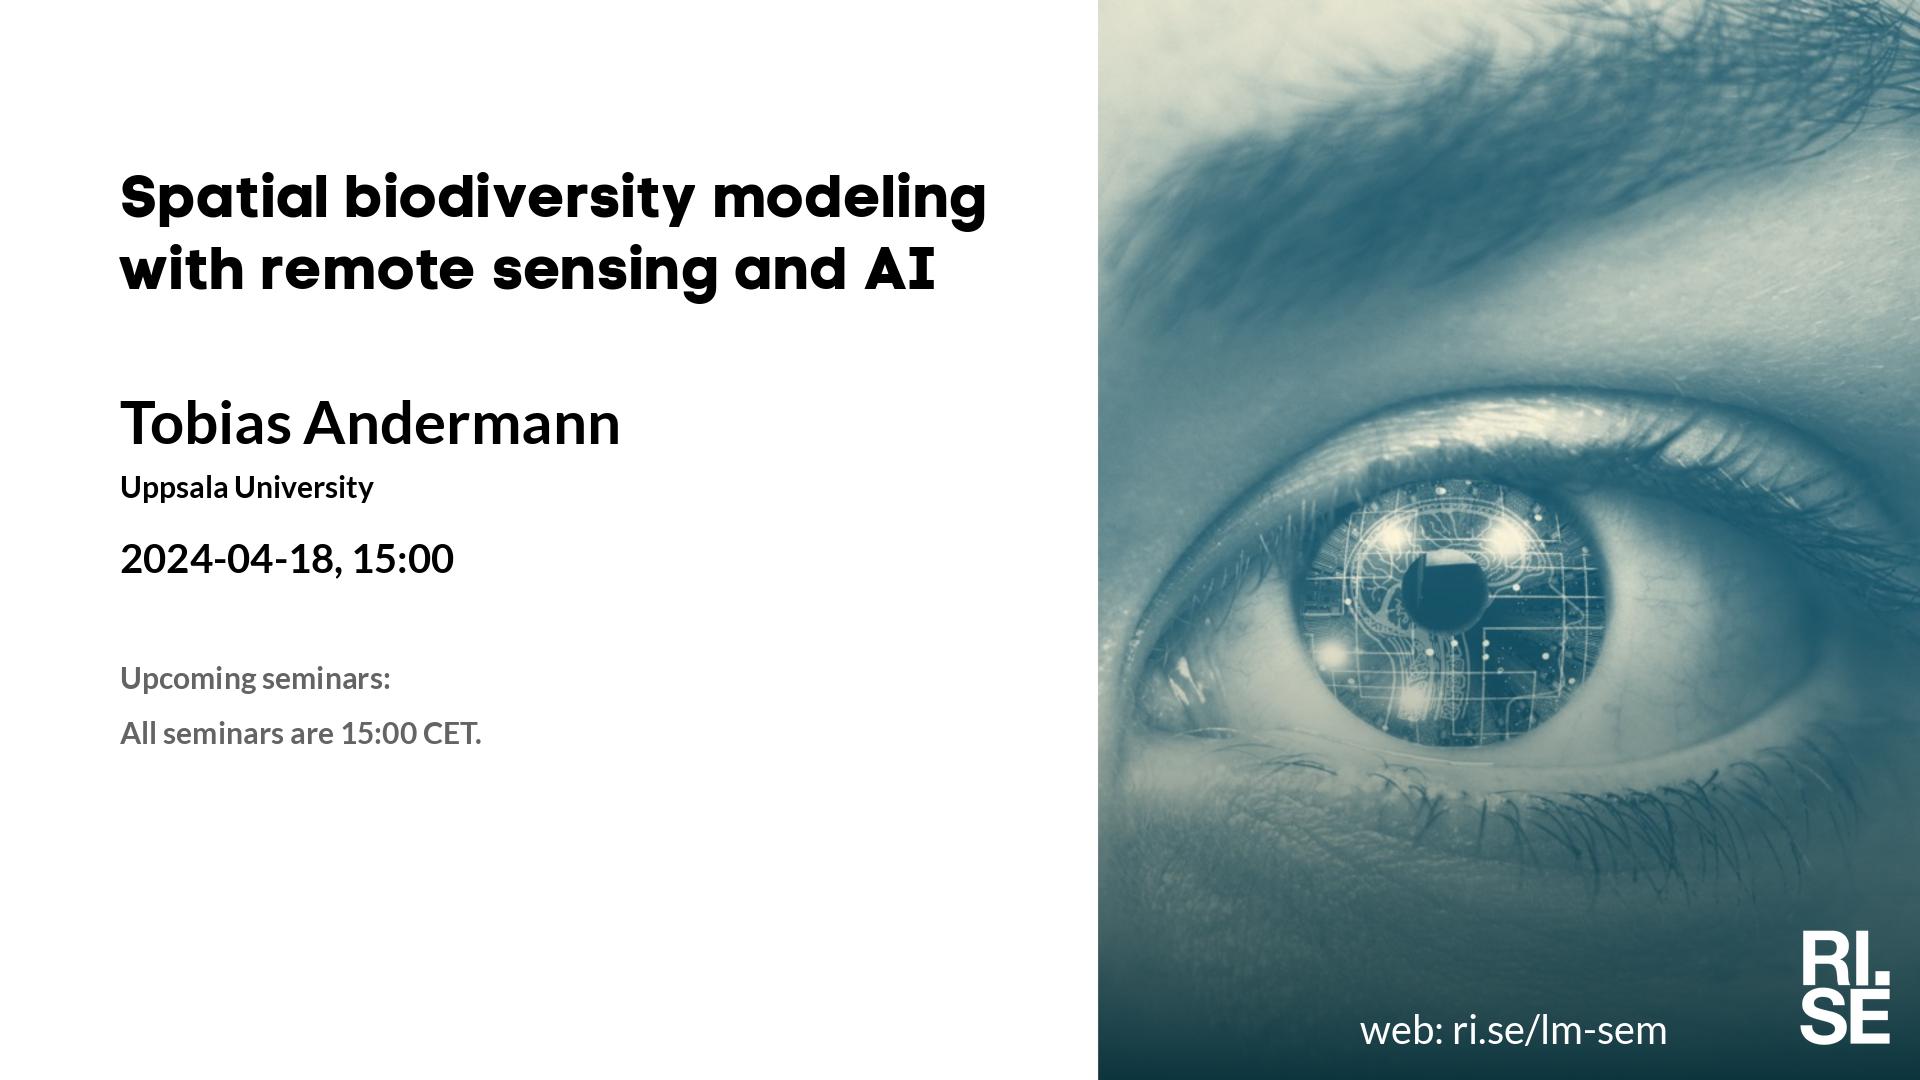 Spatial biodiversity modeling
with remote sensing and AI
Tobias Andermann
Uppsala University
2024-04-18, 15:00
Upcoming seminars:
All seminars are 15:00 CET.
web: ri.se/lm-sem
RI.
SE